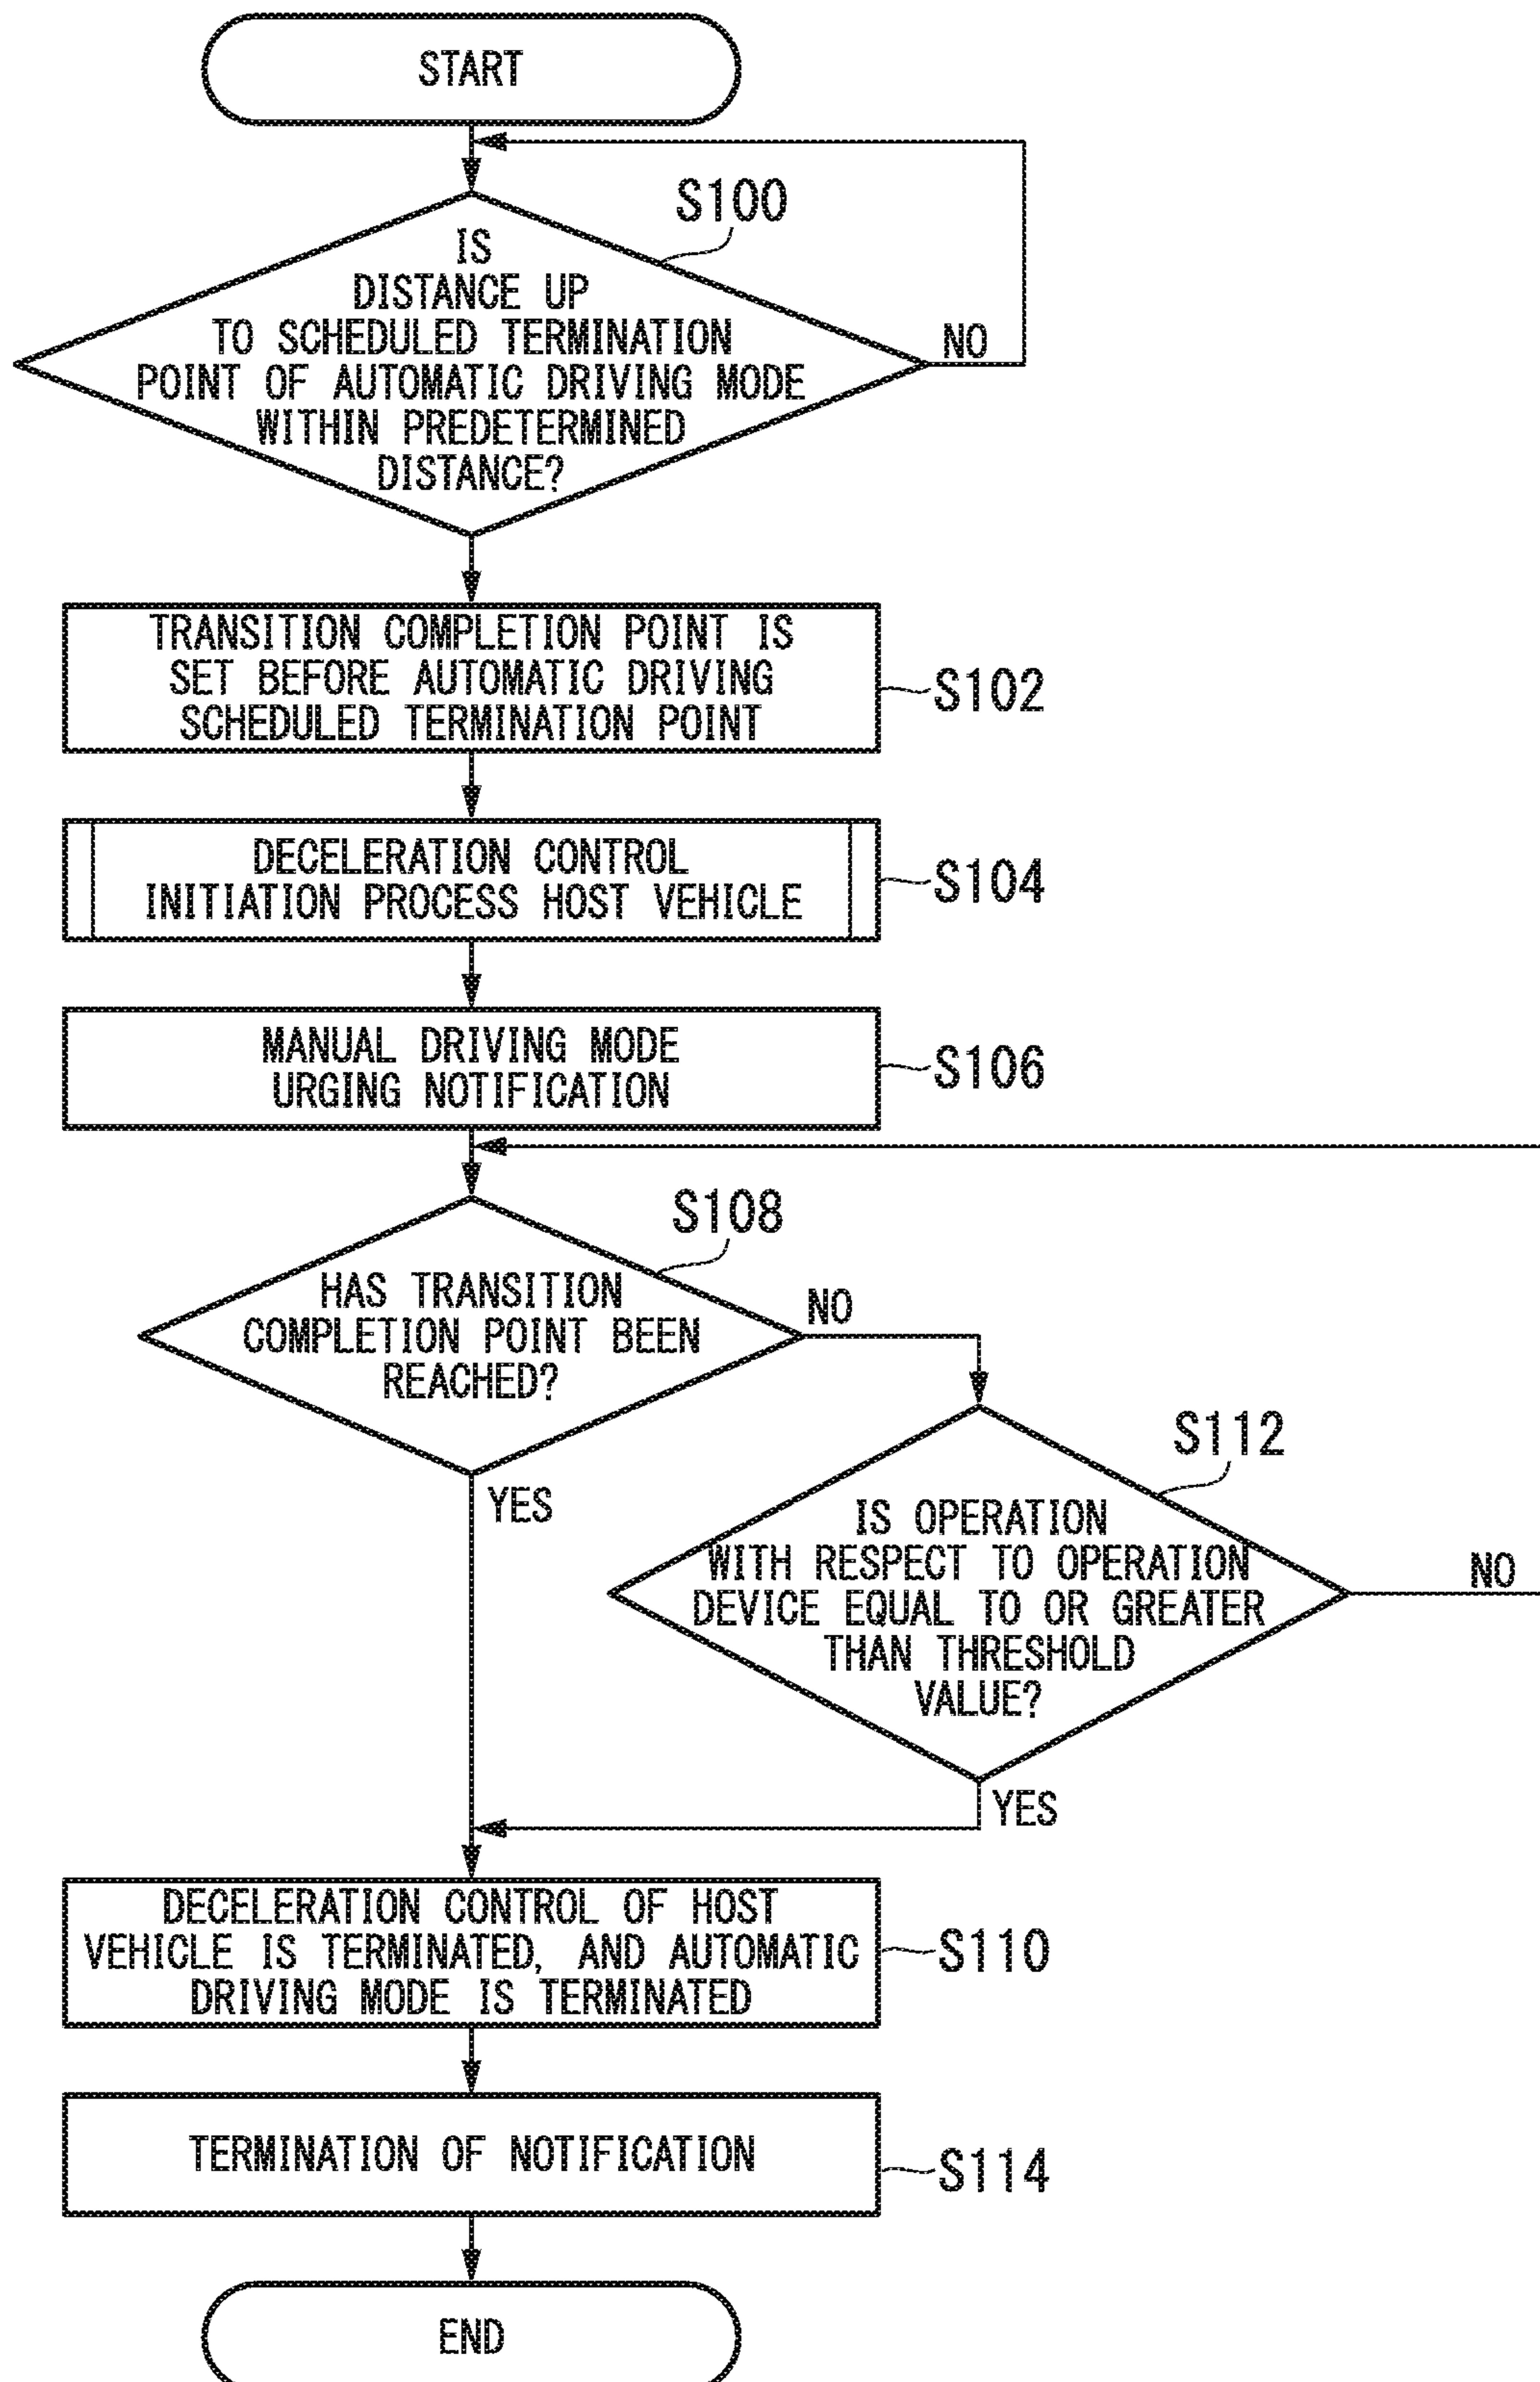 START
S100
IS
DISTANCE UP
TO SCHEDULED TERMINATION
POINT OF AUTOMATIC DRIVING MODE
WITHIN PREDETERMINED
DISTANCE?
NO
TRANSITION COMPLETION POINT IS
SET BEFORE AUTOMATIC DRIVING
SCHEDULED TERMINATION POINT
S102
DECELERATION CONTROL
INITIATION PROCESS HOST VEHICLE
S104
MANUAL DRIVING MODE
URGING NOTIFICATION
S106
S108
HAS TRANSITION
COMPLETION POINT BEEN
REACHED?
NO
YES
S112
IS OPERATION
WITH RESPECT TO OPERATION
DEVICE EQUAL TO OR GREATER
THAN THRESHOLD
VALUE?
NO
YES
DECELERATION CONTROL OF HOST
VEHICLE IS TERMINATED, AND AUTOMATIC
DRIVING MODE IS TERMINATED
S110
TERMINATION OF NOTIFICATION
S114
END